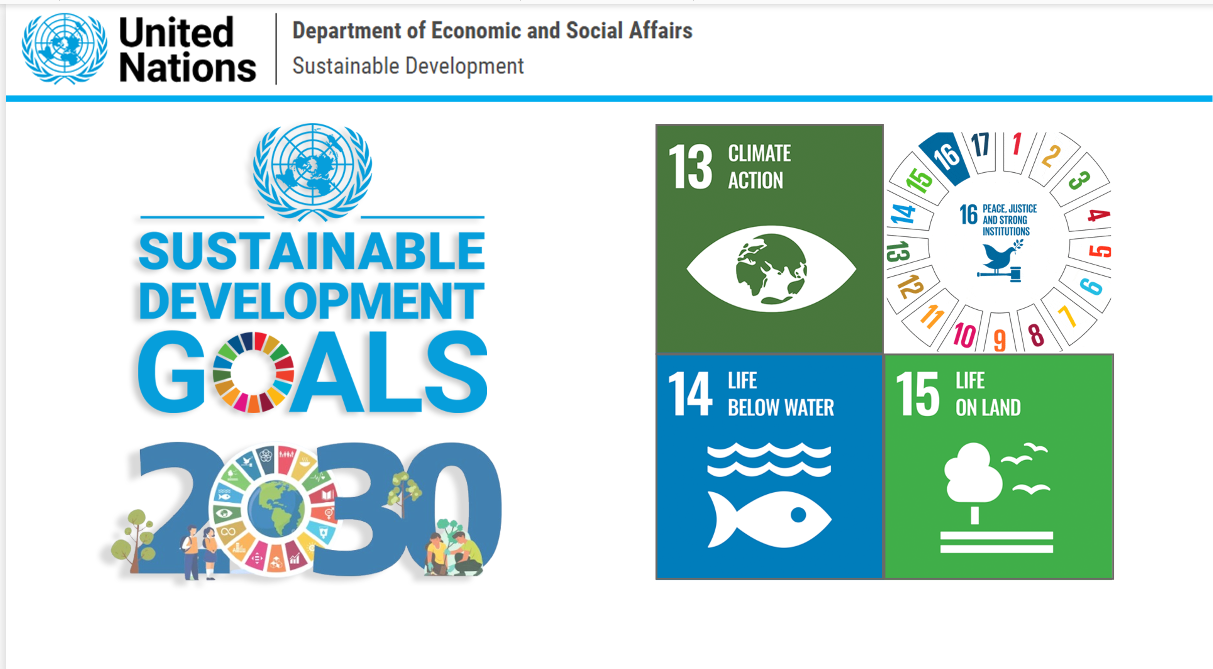 United
Nations
Department of Economic and Social Affairs
Sustainable Development
SUSTAINABLE
DEVELOPMENT
GOALS
2030
13 CLIMATE
ACTION
17
1
2
3
4
5
6
7
8
9
10
11
12
13
14
15
16
16 PEACE, JUSTICE
AND STRONG
INSTITUTIONS
14 LIFE
BELOW WATER
15 LIFE
ON LAND